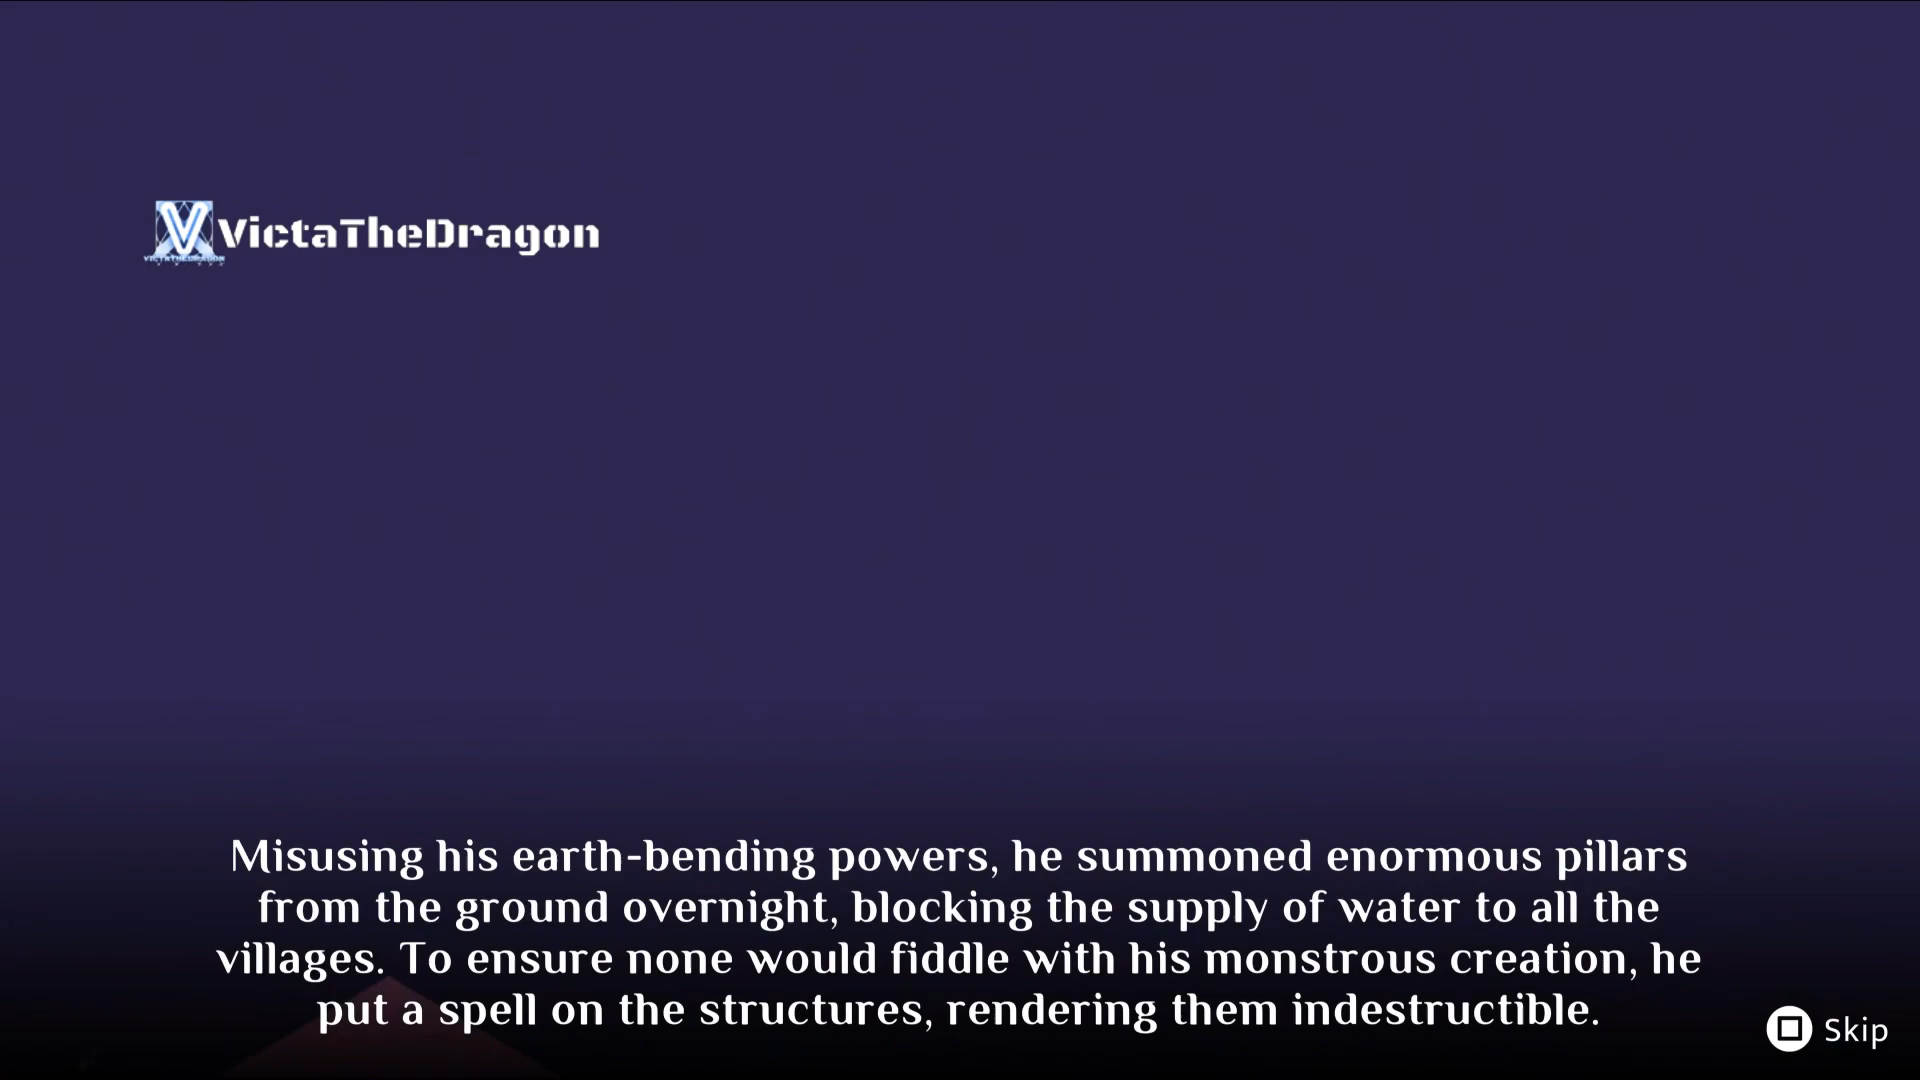 VictaTheDragon
Misusing his earth-bending powers, he summoned enormous pillars
from the ground overnight, blocking the supply of water to all the
villages. To ensure none would fiddle with his monstrous creation, he
put a spell on the structures, rendering them indestructible.
Skip